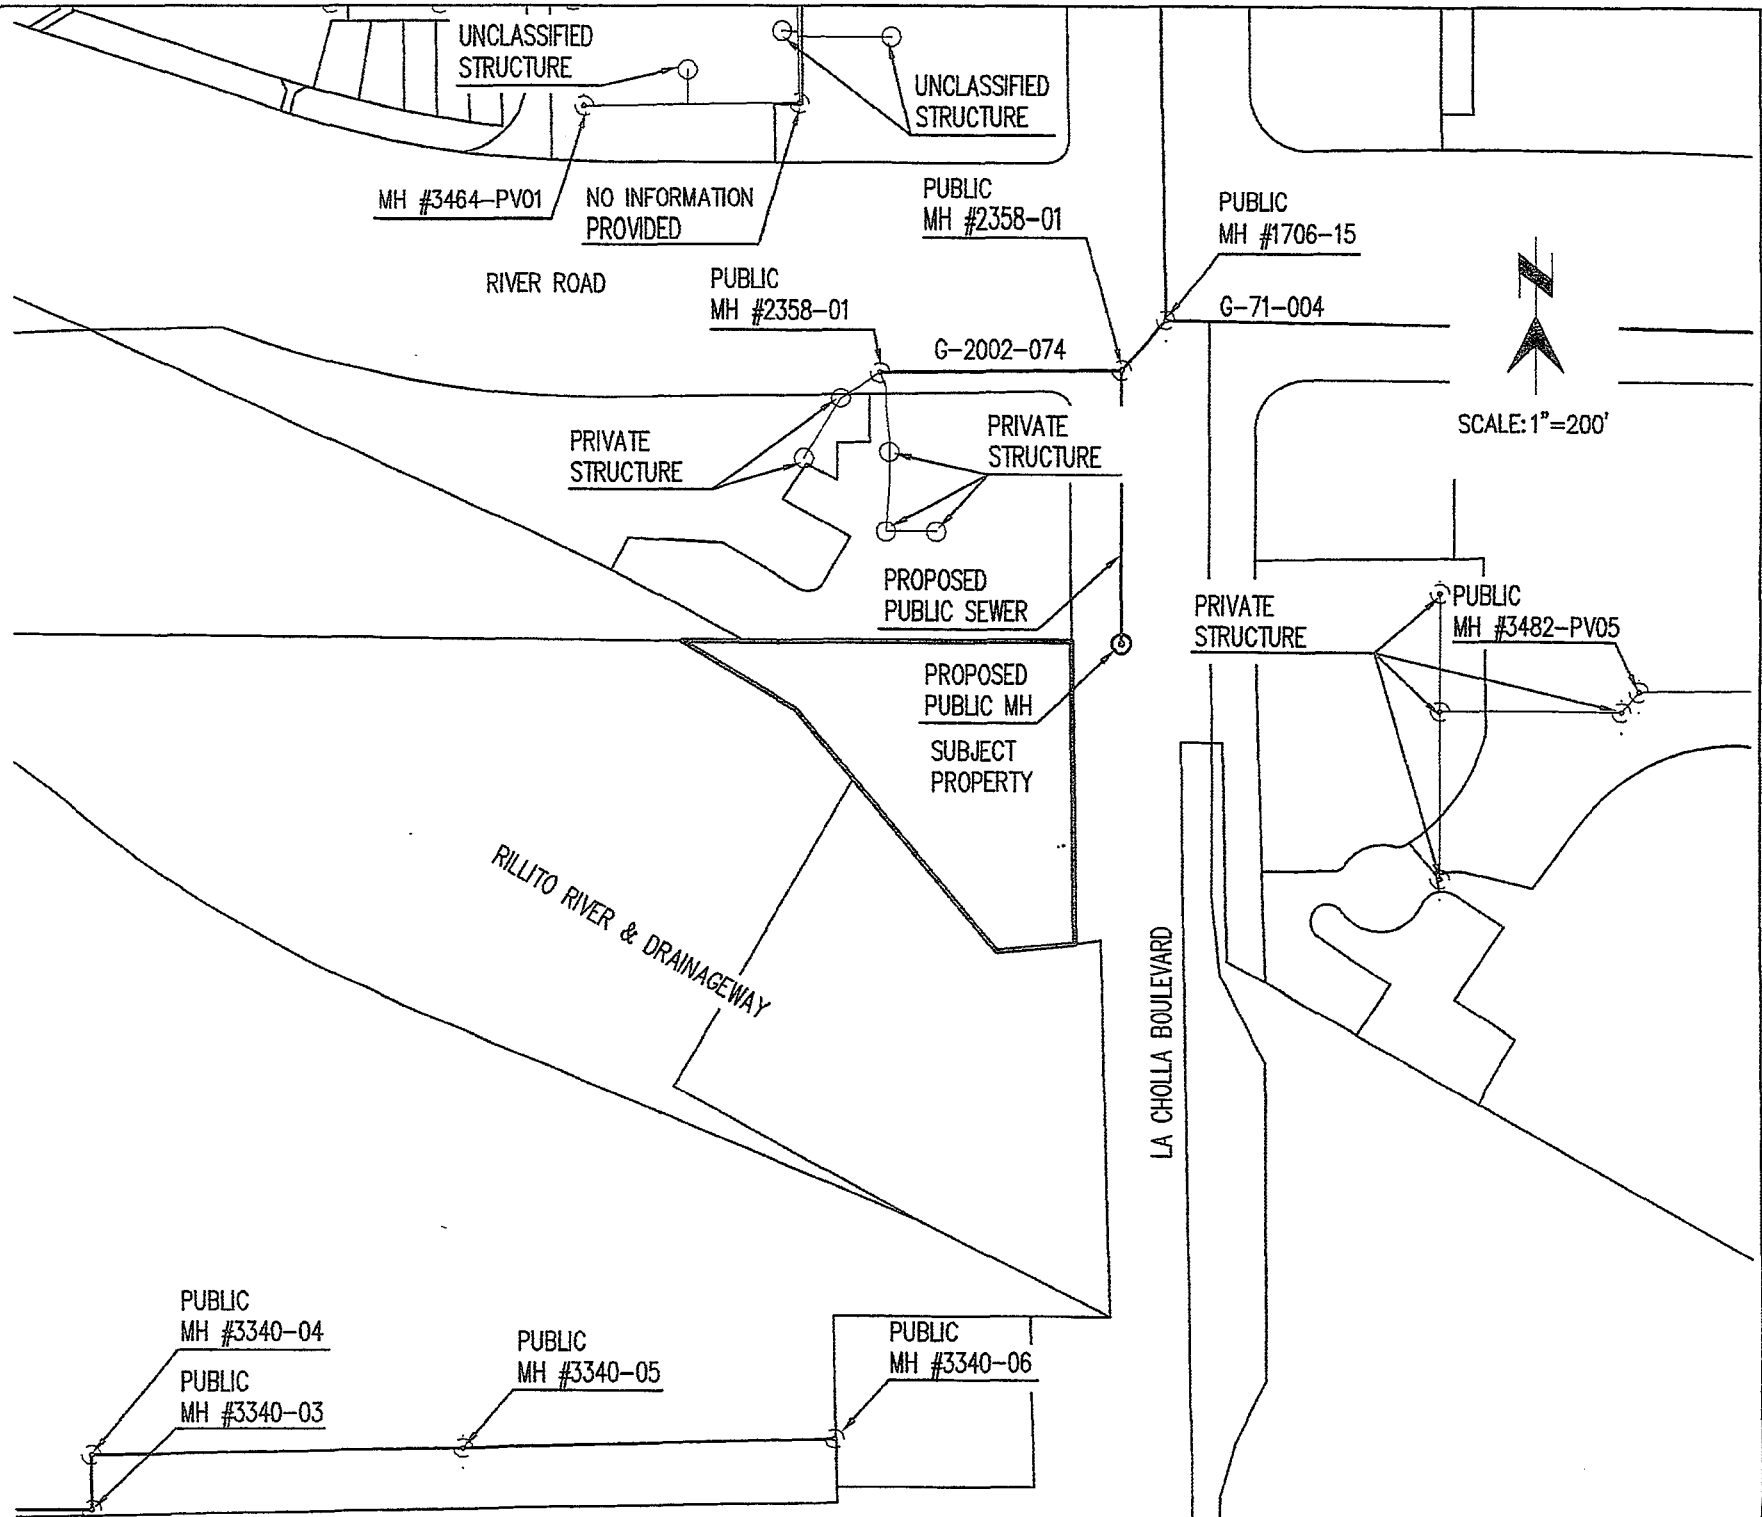 UNCLASSIFIED
STRUCTURE
UNCLASSIFIED
STRUCTURE
MH #3464-PV01
NO INFORMATION
PROVIDED
PUBLIC
MH #2358-01
PUBLIC
MH #1706-15
RIVER ROAD
PUBLIC
MH #2358-01
G-71-004
G-2002-074
N
SCALE: 1"=200'
PRIVATE
STRUCTURE
PRIVATE
STRUCTURE
PROPOSED
PUBLIC SEWER
PRIVATE
STRUCTURE
PUBLIC
MH #3482-PV05
PROPOSED
PUBLIC MH
SUBJECT
PROPERTY
RILLITO RIVER & DRAINAGEWAY
LA CHOLLA BOULEVARD
PUBLIC
MH #3340-04
PUBLIC
MH #3340-03
PUBLIC
MH #3340-05
PUBLIC
MH #3340-06